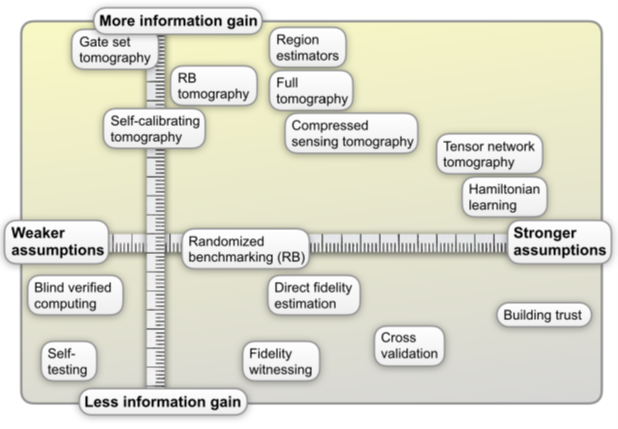 More information gain
Gate set
tomography
Region
estimators
RB
tomography
Full
tomography
Self-calibrating
tomography
Compressed
sensing tomography
Tensor network
tomography
Hamiltonian
learning
Weaker
assumptions
Randomized
benchmarking (RB)
Stronger
assumptions
Blind verified
computing
Direct fidelity
estimation
Building trust
Self-
testing
Fidelity
witnessing
Cross
validation
Less information gain